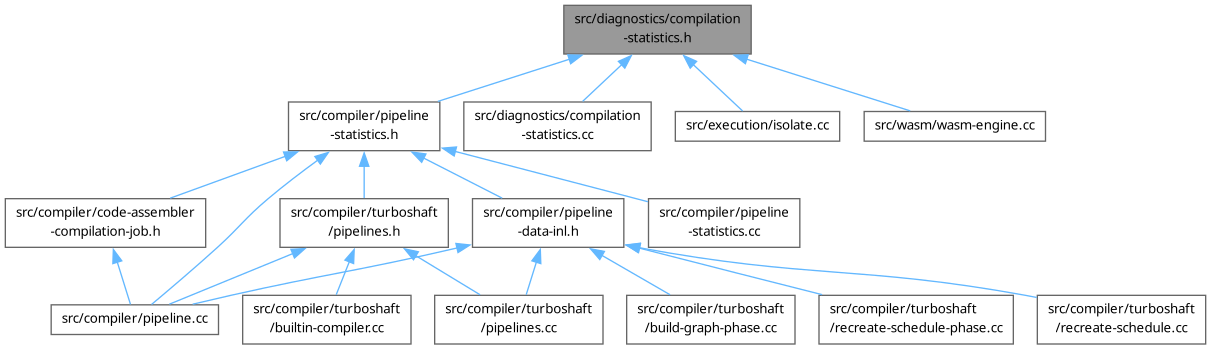 src/diagnostics/compilation
-statistics.h
src/compiler/pipeline
-statistics.h
src/diagnostics/compilation
-statistics.cc
src/execution/isolate.cc
src/wasm/wasm-engine.cc
src/compiler/code-assembler
-compilation-job.h
src/compiler/turboshaft
/pipelines.h
src/compiler/pipeline
-data-inl.h
src/compiler/pipeline
-statistics.cc
src/compiler/pipeline.cc
src/compiler/turboshaft
/builtin-compiler.cc
src/compiler/turboshaft
/pipelines.cc
src/compiler/turboshaft
/build-graph-phase.cc
src/compiler/turboshaft
/recreate-schedule-phase.cc
src/compiler/turboshaft
/recreate-schedule.cc